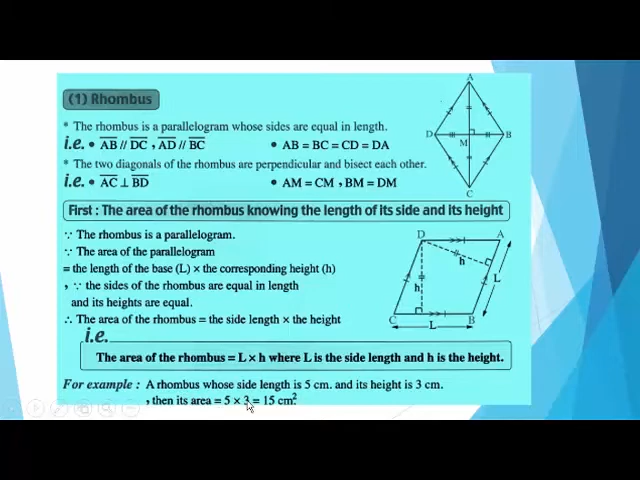 (1) Rhombus
* The rhombus is a parallelogram whose sides are equal in length.
i.e. • AB // DC , AD // BC • AB = BC = CD = DA
* The two diagonals of the rhombus are perpendicular and bisect each other.
i.e. • AC ⊥ BD • AM = CM , BM = DM
A
D
B
M
C
First : The area of the rhombus knowing the length of its side and its height
∵ The rhombus is a parallelogram.
∵ The area of the parallelogram
= the length of the base (L) × the corresponding height (h)
, ∵ the sides of the rhombus are equal in length
and its heights are equal.
∴ The area of the rhombus = the side length × the height
D
A
h
h
L
C
B
L
i.e.
The area of the rhombus = L × h where L is the side length and h is the height.
For example : A rhombus whose side length is 5 cm. and its height is 3 cm.
, then its area = 5 × 3 = 15 cm²